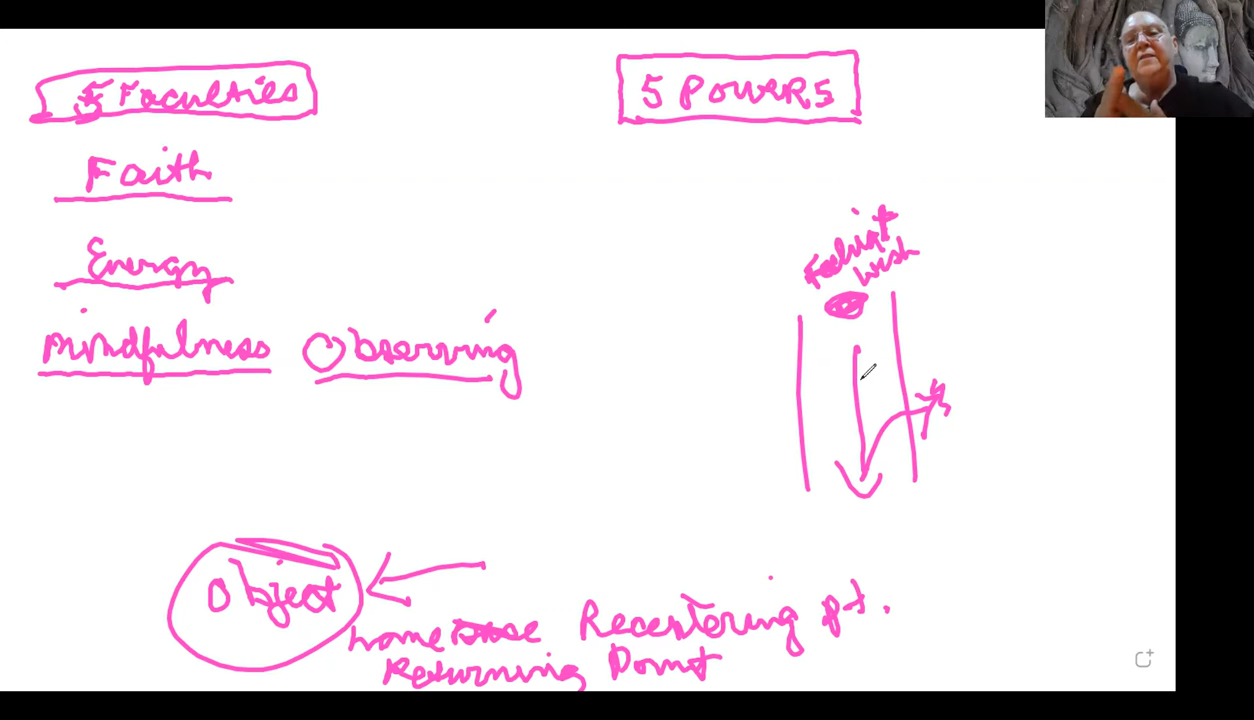 5 Faculties
5 POWERS
Faith
Energy
Mindfulness Observing
Feeling +
wish
Object
home base Recentering pt.
Returning Point